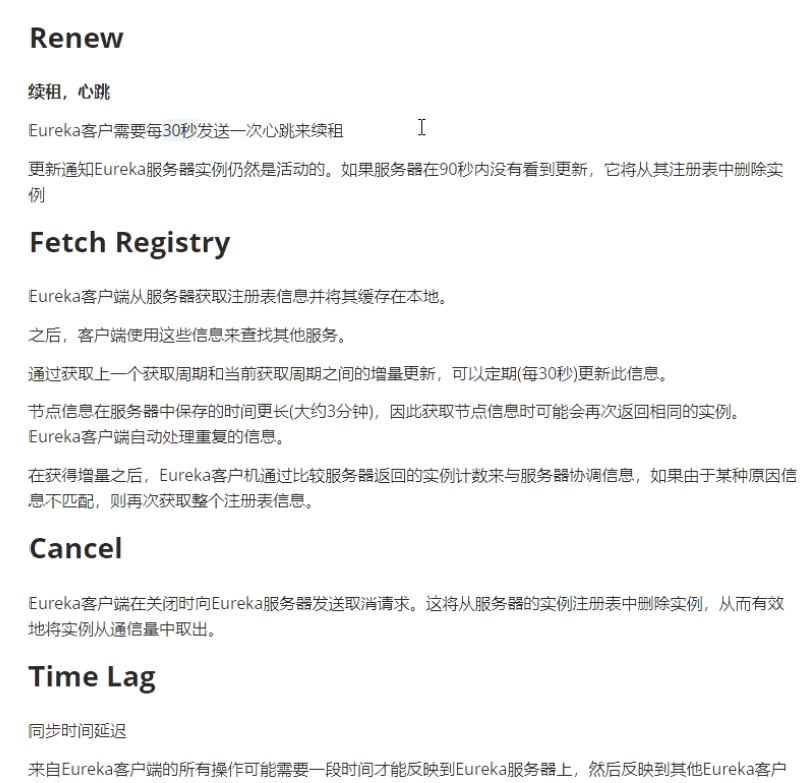 Renew
续租，心跳
Eureka客户需要每30秒发送一次心跳来续租
更新通知Eureka服务器实例仍然是活动的。如果服务器在90秒内没有看到更新，它将从其注册表中删除实
例
Fetch Registry
Eureka客户端从服务器获取注册表信息并将其缓存在本地。
之后，客户端使用这些信息来查找其他服务。
通过获取上一个获取周期和当前获取周期之间的增量更新，可以定期(每30秒)更新此信息。
节点信息在服务器中保存的时间更长(大约3分钟)，因此获取节点信息时可能会再次返回相同的实例。
Eureka客户端自动处理重复的信息。
在获得增量之后，Eureka客户机通过比较服务器返回的实例计数来与服务器协调信息，如果由于某种原因信
息不匹配，则再次获取整个注册表信息。
Cancel
Eureka客户端在关闭时向Eureka服务器发送取消请求。这将从服务器的实例注册表中删除实例，从而有效
地将实例从通信量中取出。
Time Lag
同步时间延迟
来自Eureka客户端的所有操作可能需要一段时间才能反映到Eureka服务器上，然后反映到其他Eureka客户